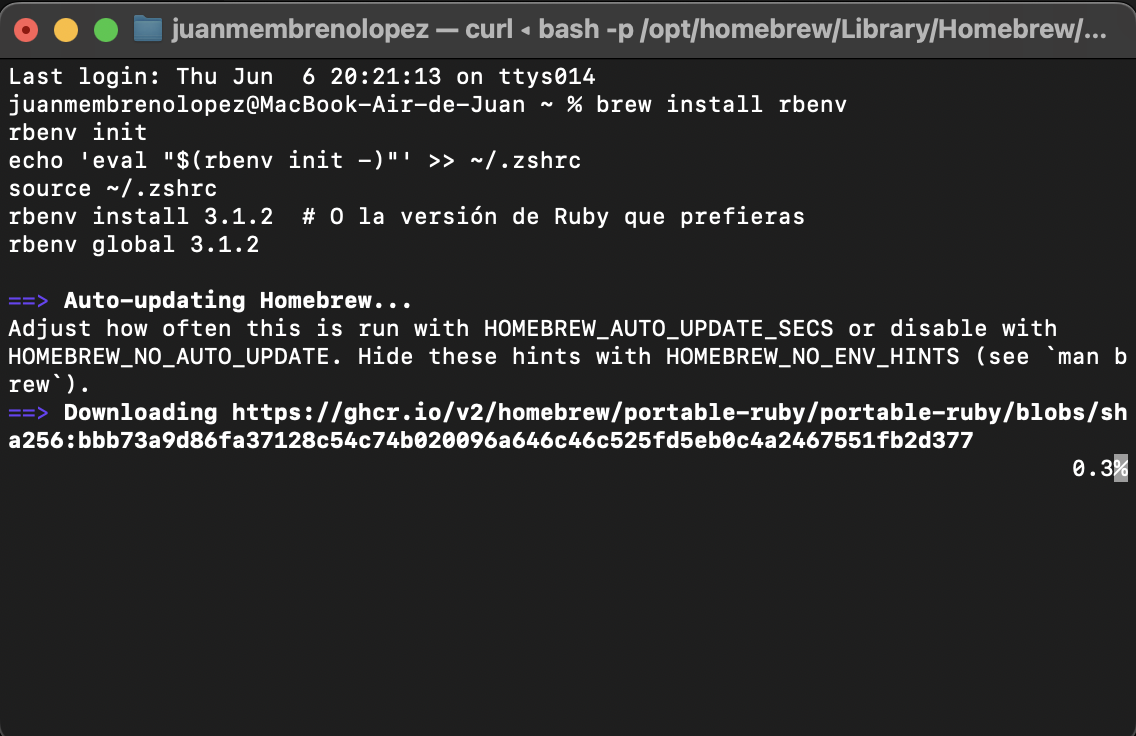 juanmembrenolopez — curl ◂ bash -p /opt/homebrew/Library/Homebrew/...
Last login: Thu Jun  6 20:21:13 on ttys014
juanmembrenolopez@MacBook-Air-de-Juan ~ % brew install rbenv
rbenv init
echo 'eval "$(rbenv init -)"' >> ~/.zshrc
source ~/.zshrc
rbenv install 3.1.2  # O la versión de Ruby que prefieras
rbenv global 3.1.2
==> Auto-updating Homebrew...
Adjust how often this is run with HOMEBREW_AUTO_UPDATE_SECS or disable with
HOMEBREW_NO_AUTO_UPDATE. Hide these hints with HOMEBREW_NO_ENV_HINTS (see `man b
rew`).
==> Downloading https://ghcr.io/v2/homebrew/portable-ruby/portable-ruby/blobs/sh
a256:bbb73a9d86fa37128c54c74b020096a646c46c525fd5eb0c4a2467551fb2d377
0.3%